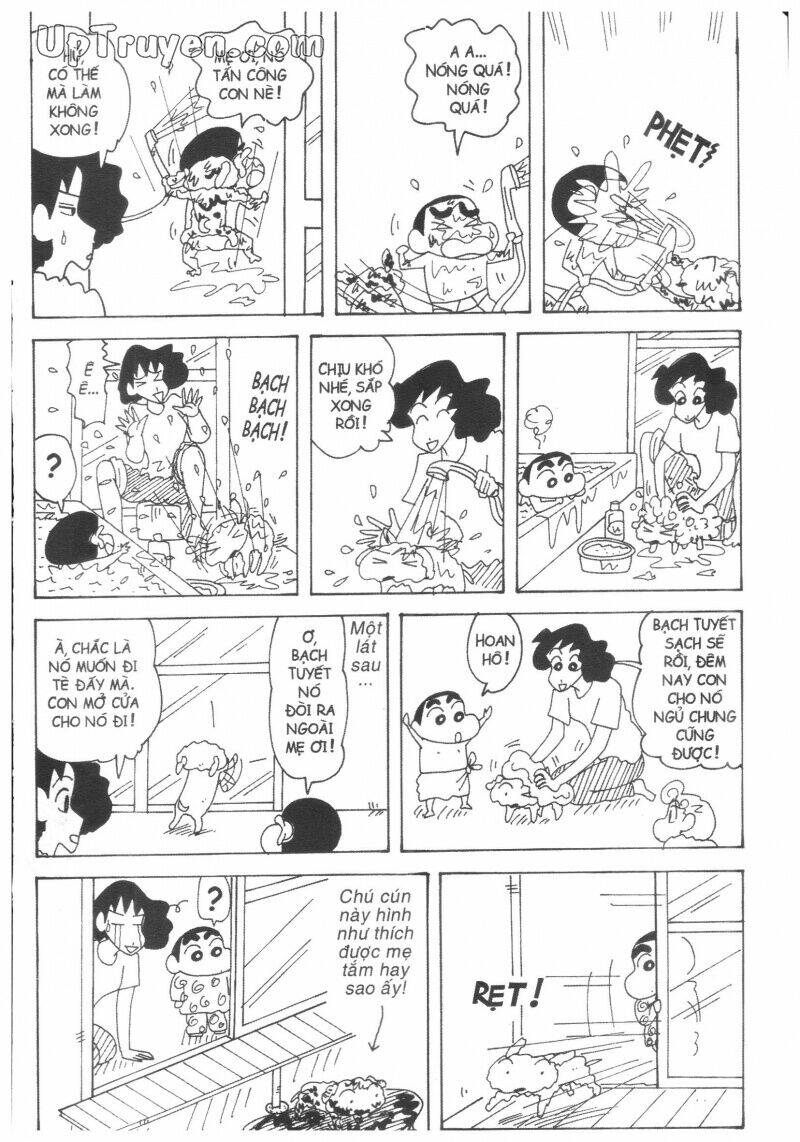 UpTruyen.com
PHẸT!
A A...
NÓNG QUÁ!
NÓNG
QUÁ!
MẸ ƠI, NÓ
TẤN CÔNG
CON NÈ!
HỪ,
CÓ THẾ
MÀ LÀM
KHÔNG
XONG!
CHỊU KHÓ
NHÉ, SẮP
XONG
RỒI!
BẠCH
BẠCH
BẠCH!
Ê
Ê...
?
BẠCH TUYẾT
SẠCH SẼ
RỒI, ĐÊM
NAY CON
CHO NÓ
NGỦ CHUNG
CŨNG
ĐƯỢC!
HOAN
HÔ!
Một
lát
sau
...
Ơ,
BẠCH
TUYẾT
NÓ
ĐÒI RA
NGOÀI
MẸ ƠI!
À, CHẮC LÀ
NÓ MUỐN ĐI
TÈ ĐẤY MÀ.
CON MỞ CỬA
CHO NÓ ĐI!
RẸT!
Chú cún
này hình
như thích
được mẹ
tắm hay
sao ấy!
?